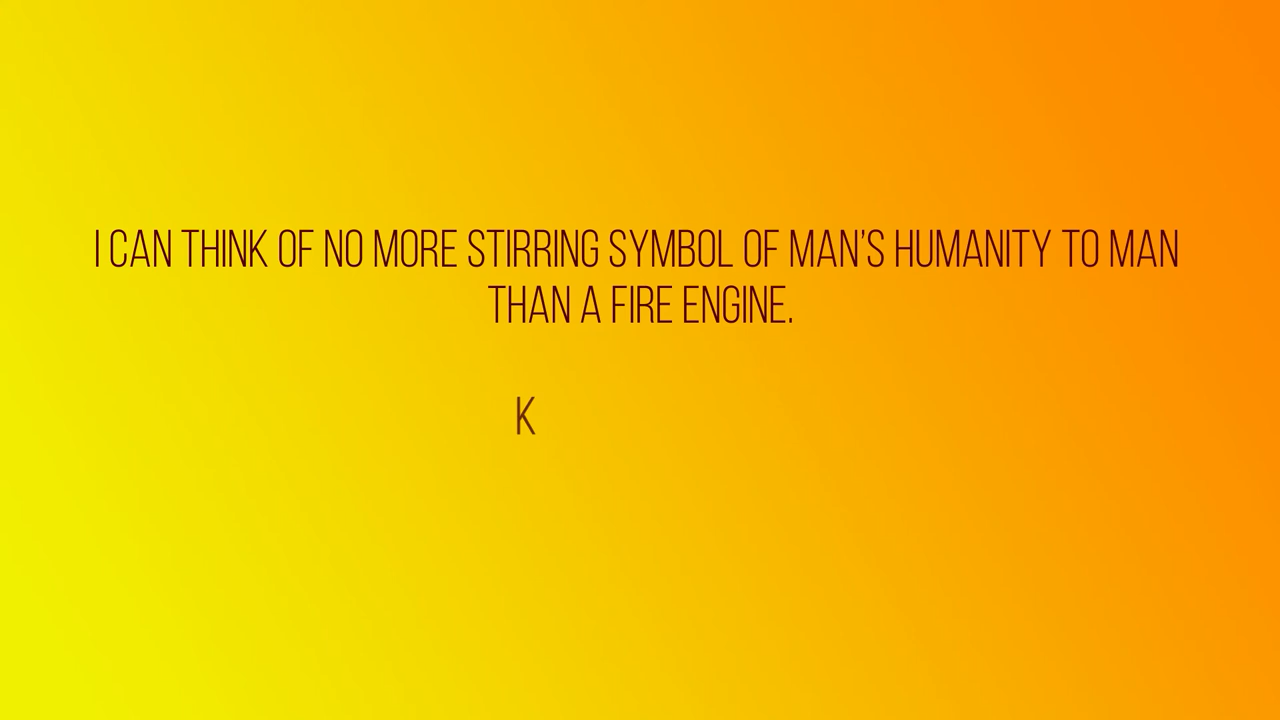 I CAN THINK OF NO MORE STIRRING SYMBOL OF MAN’S HUMANITY TO MAN
THAN A FIRE ENGINE.
K